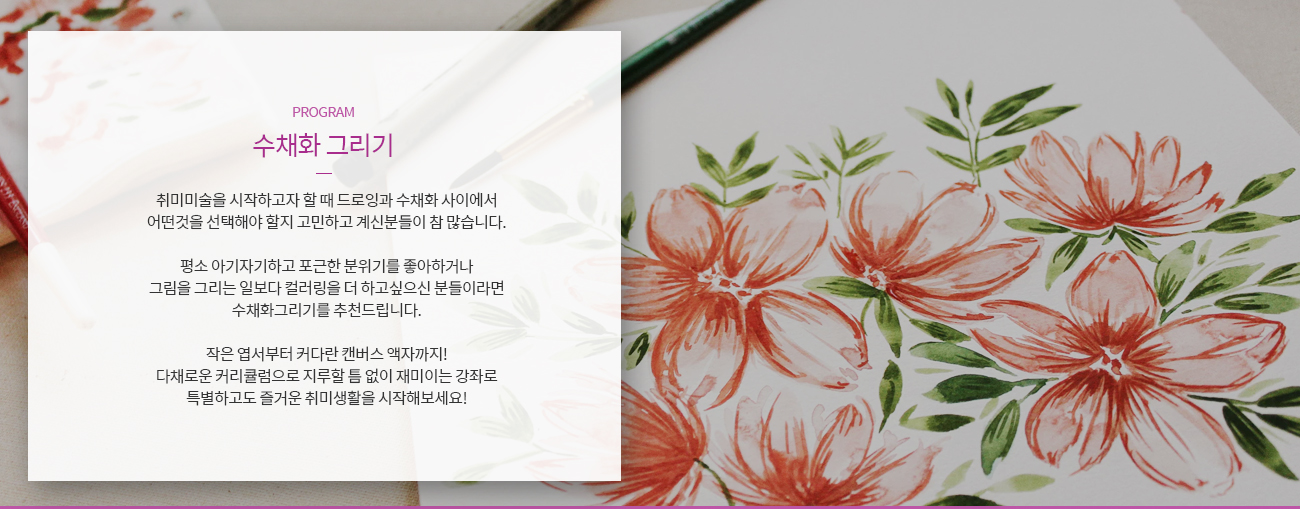 PROGRAM
수채화 그리기
취미미술을 시작하고자 할 때 드로잉과 수채화 사이에서
어떤것을 선택해야 할지 고민하고 계신분들이 참 많습니다.
평소 아기자기하고 포근한 분위기를 좋아하거나
그림을 그리는 일보다 컬러링을 더 하고싶으신 분들이라면
수채화그리기를 추천드립니다.
작은 엽서부터 커다란 캔버스 액자까지!
다채로운 커리큘럼으로 지루할 틈 없이 재미있는 강좌로
특별하고도 즐거운 취미생활을 시작해보세요!